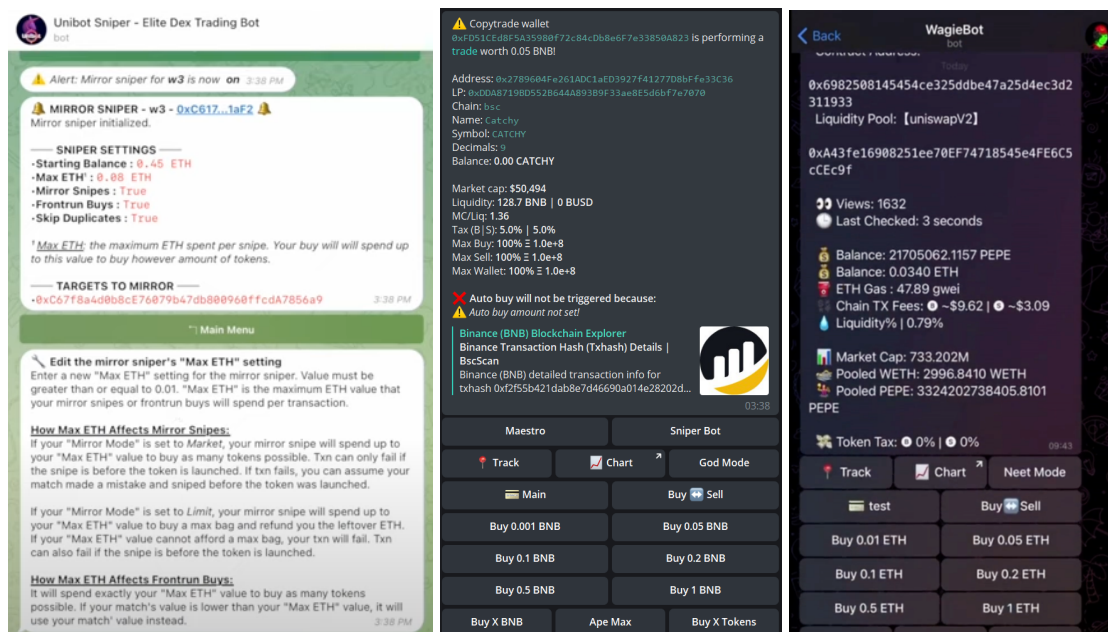 Unibot Sniper - Elite Dex Trading Bot
bot
Alert: Mirror sniper for w3 is now on 3:38 PM
MIRROR SNIPER - w3 - 0xC617...1aF2
Mirror sniper initialized.
—— SNIPER SETTINGS ——
•Starting Balance : 0.45 ETH
•Max ETH¹ : 0.08 ETH
•Mirror Snipes : True
•Frontrun Buys : True
•Skip Duplicates : True
¹ Max ETH: the maximum ETH spent per snipe. Your buy will will spend up
to this value to buy however amount of tokens.
—— TARGETS TO MIRROR ——
•0xC67f8a4d0b8cE76079b47db800960ffcdA7856a9
3:38 PM
Main Menu
Edit the mirror sniper's "Max ETH" setting
Enter a new "Max ETH" setting for the mirror sniper. Value must be
greater than or equal to 0.01. "Max ETH" is the maximum ETH value that
your mirror snipes or frontrun buys will spend per transaction.
How Max ETH Affects Mirror Snipes:
If your "Mirror Mode" is set to Market, your mirror snipe will spend up to
your "Max ETH" value to buy as many tokens possible. Txn can only fail if
the snipe is before the token is launched. If txn fails, you can assume your
match made a mistake and sniped before the token was launched.
If your "Mirror Mode" is set to Limit, your mirror snipe will spend up to
your "Max ETH" value to buy a max bag and refund you the leftover ETH.
If your "Max ETH" value cannot afford a max bag, your txn will fail. Txn
can also fail if the snipe is before the token is launched.
How Max ETH Affects Frontrun Buys:
It will spend exactly your "Max ETH" value to buy as many tokens
possible. If your match's value is lower than your "Max ETH" value, it will
use your match' value instead.
3:38 PM
Copytrade wallet
0xFD51CEd8F5A35980f72c84cDb8e6F7e33850A823 is performing a
trade worth 0.05 BNB!
Address: 0x2789604Fe261ADC1aED3927f41277D8bFfe33C36
LP: 0xDDA8719BD552B644A893B9F33ae8E5d6bf7e7070
Chain: bsc
Name: Catchy
Symbol: CATCHY
Decimals: 9
Balance: 0.00 CATCHY
Market cap: $50,494
Liquidity: 128.7 BNB | 0 BUSD
MC/Liq: 1.36
Tax (B|S): 5.0% | 5.0%
Max Buy: 100% Ξ 1.0e+8
Max Sell: 100% Ξ 1.0e+8
Max Wallet: 100% Ξ 1.0e+8
Auto buy will not be triggered because:
Auto buy amount not set!
Binance (BNB) Blockchain Explorer
Binance Transaction Hash (Txhash) Details |
BscScan
Binance (BNB) detailed transaction info for
txhash 0xf2f55b421dab8e7d46690a014e28202d...
03:38
Maestro
Sniper Bot
Track
Chart
God Mode
Main
Buy Sell
Buy 0.001 BNB
Buy 0.05 BNB
Buy 0.1 BNB
Buy 0.2 BNB
Buy 0.5 BNB
Buy 1 BNB
Buy X BNB
Ape Max
Buy X Tokens
Back
WagieBot
bot
Contract Address:
Today
0x6982508145454ce325ddbe47a25d4ec3d2
311933
Liquidity Pool:【uniswapV2】
0xA43fe16908251ee70EF74718545e4FE6C5
cCEc9f
Views: 1632
Last Checked: 3 seconds
Balance: 21705062.1157 PEPE
Balance: 0.0340 ETH
ETH Gas : 47.89 gwei
Chain TX Fees: ~$9.62 | ~$3.09
Liquidity% | 0.79%
Market Cap: 733.202M
Pooled WETH: 2996.8410 WETH
Pooled PEPE: 3324202738405.8101
PEPE
Token Tax: 0% | 0%
09:43
Track
Chart
Neet Mode
test
Buy Sell
Buy 0.01 ETH
Buy 0.05 ETH
Buy 0.1 ETH
Buy 0.2 ETH
Buy 0.5 ETH
Buy 1 ETH